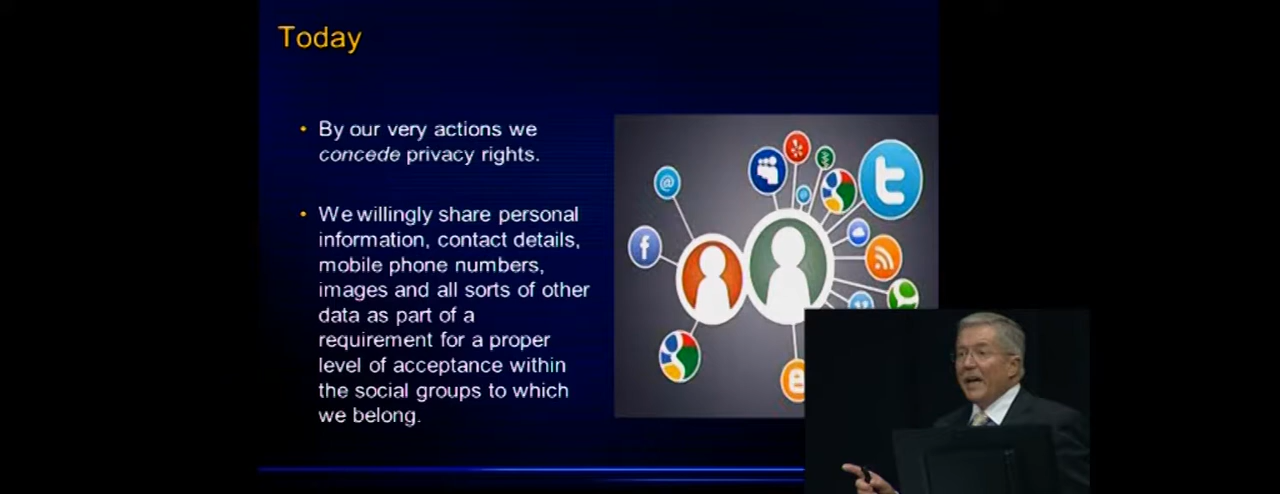 Today
• By our very actions we
concede privacy rights.
• We willingly share personal
information, contact details,
mobile phone numbers,
images and all sorts of other
data as part of a
requirement for a proper
level of acceptance within
the social groups to which
we belong.